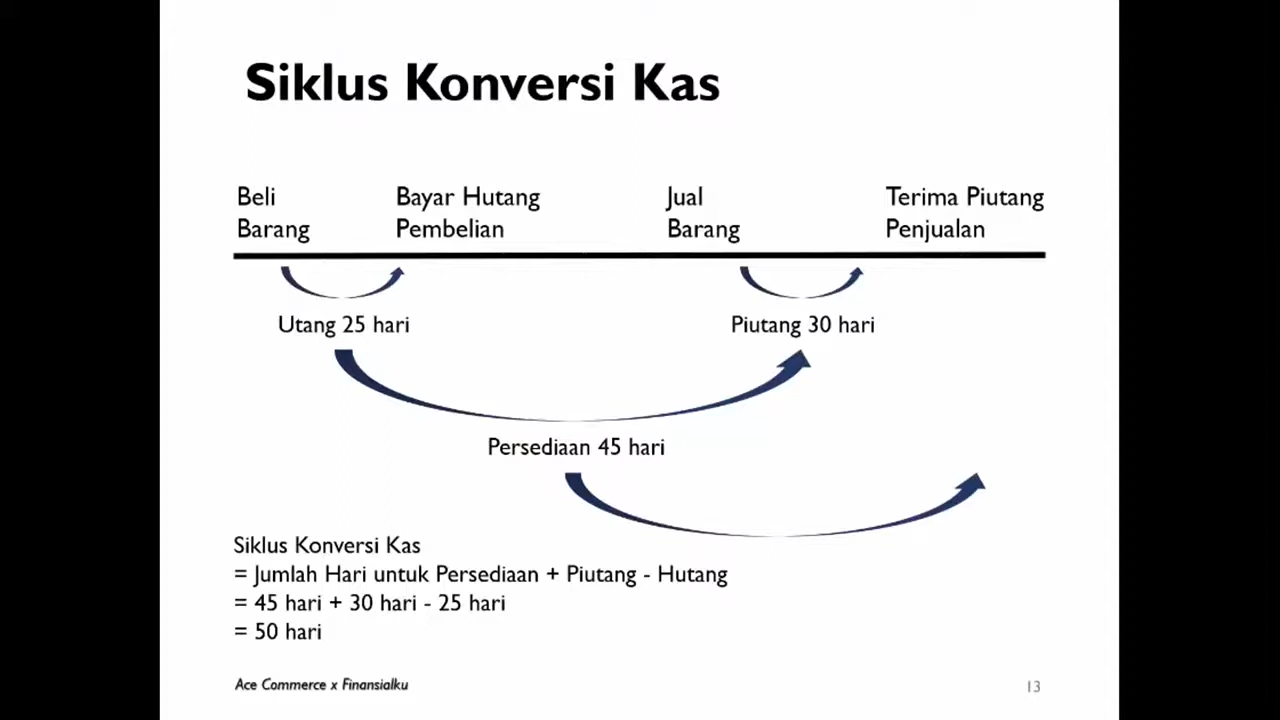 Siklus Konversi Kas
Beli
Barang
Bayar Hutang
Pembelian
Jual
Barang
Terima Piutang
Penjualan
Utang 25 hari
Piutang 30 hari
Persediaan 45 hari
Siklus Konversi Kas
= Jumlah Hari untuk Persediaan + Piutang - Hutang
= 45 hari + 30 hari - 25 hari
= 50 hari
Ace Commerce x Finansialku
13